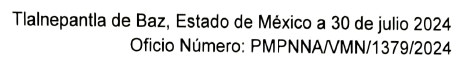 Tlalnepantla de Baz, Estado de México a 30 de julio 2024
Oficio Número: PMPNNA/VMN/1379/2024